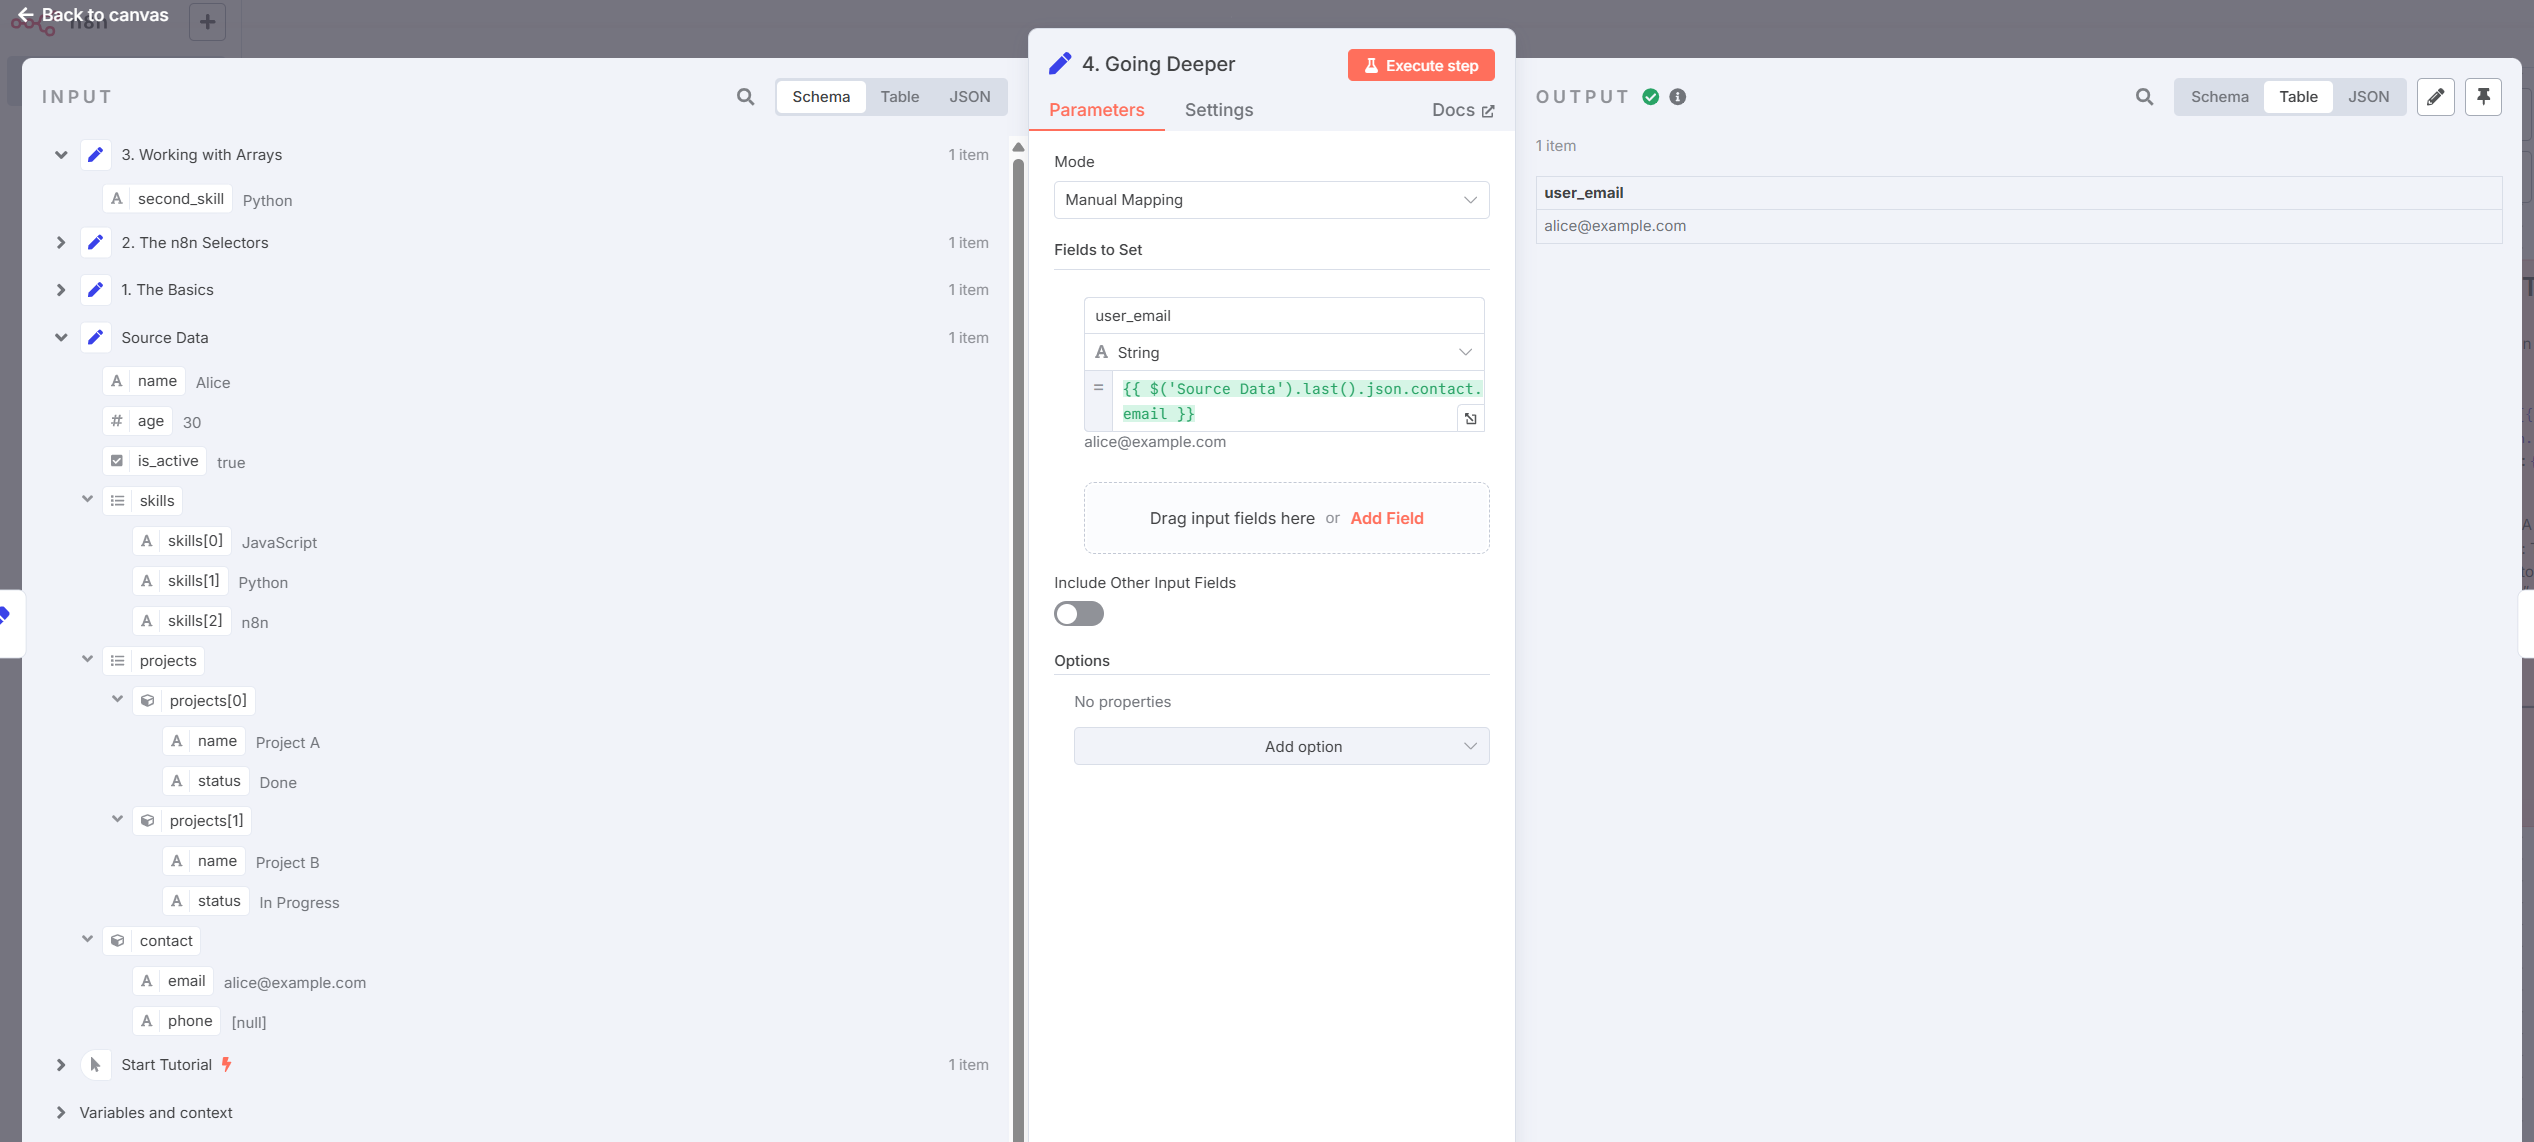 Back to canvas
n8n
INPUT
Schema Table JSON
3. Working with Arrays 1 item
A second_skill Python
2. The n8n Selectors 1 item
1. The Basics 1 item
Source Data 1 item
A name Alice
# age 30
is_active true
skills
A skills[0] JavaScript
A skills[1] Python
A skills[2] n8n
projects
projects[0]
A name Project A
A status Done
projects[1]
A name Project B
A status In Progress
contact
A email alice@example.com
A phone [null]
Start Tutorial 1 item
Variables and context
4. Going Deeper
Execute step
Parameters Settings Docs
Mode
Manual Mapping
Fields to Set
user_email
A String
= {{ $('Source Data').last().json.contact.
email }}
alice@example.com
Drag input fields here or Add Field
Include Other Input Fields
Options
No properties
Add option
OUTPUT
Schema Table JSON
1 item
user_email
alice@example.com